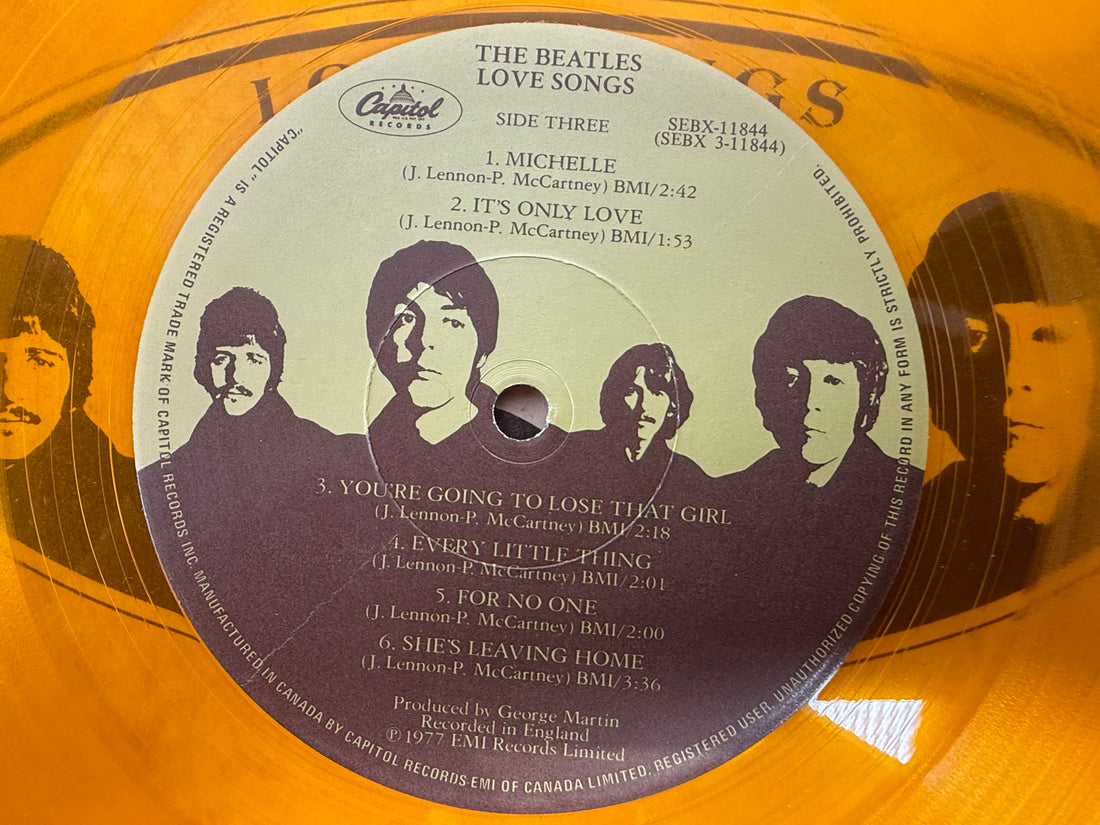 THE BEATLES
LOVE SONGS
Capitol
RECORDS
SIDE THREE
SEBX-11844
(SEBX 3-11844)
1. MICHELLE
(J. Lennon-P. McCartney) BMI/2:42
2. IT'S ONLY LOVE
(J. Lennon-P. McCartney) BMI/1:53
3. YOU'RE GOING TO LOSE THAT GIRL
(J. Lennon-P. McCartney) BMI/2:18
4. EVERY LITTLE THING
(J. Lennon-P. McCartney) BMI/2:01
5. FOR NO ONE
(J. Lennon-P. McCartney) BMI/2:00
6. SHE'S LEAVING HOME
(J. Lennon-P. McCartney) BMI/3:36
Produced by George Martin
Recorded in England
℗ 1977 EMI Records Limited
"CAPITOL" IS A REGISTERED TRADE MARK OF CAPITOL RECORDS INC. MANUFACTURED IN CANADA BY CAPITOL RECORDS-EMI OF CANADA LIMITED. REGISTERED USER. UNAUTHORIZED COPYING OF THIS RECORD IN ANY FORM IS STRICTLY PROHIBITED.